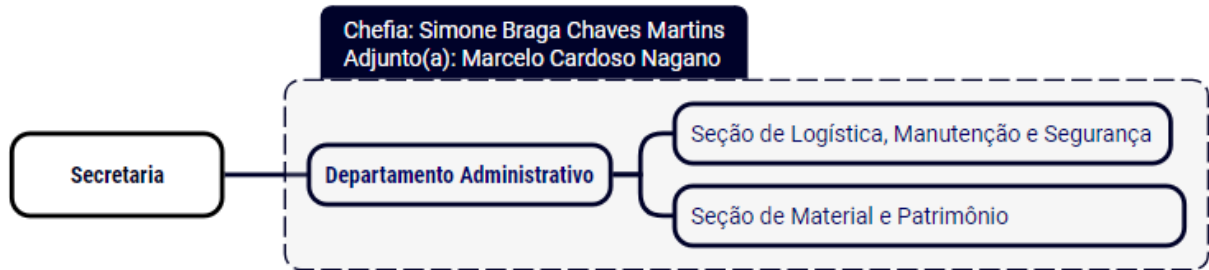 Chefia: Simone Braga Chaves Martins
Adjunto(a): Marcelo Cardoso Nagano
Secretaria
Departamento Administrativo
Seção de Logística, Manutenção e Segurança
Seção de Material e Patrimônio